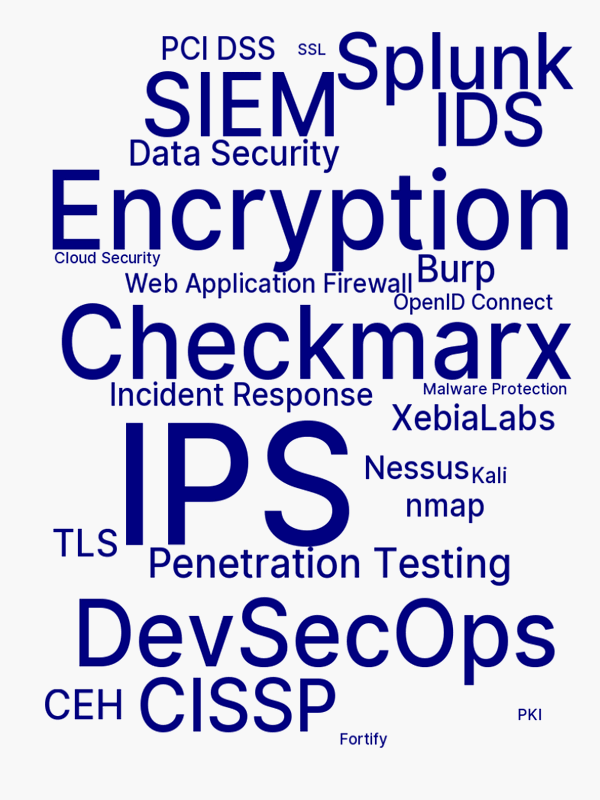 PCI DSS
SSL
Splunk
SIEM
IDS
Data Security
Encryption
Cloud Security
Burp
Web Application Firewall
OpenID Connect
Checkmarx
Incident Response
Malware Protection
XebiaLabs
IPS
Nessus
Kali
nmap
TLS
Penetration Testing
DevSecOps
CEH
CISSP
PKI
Fortify